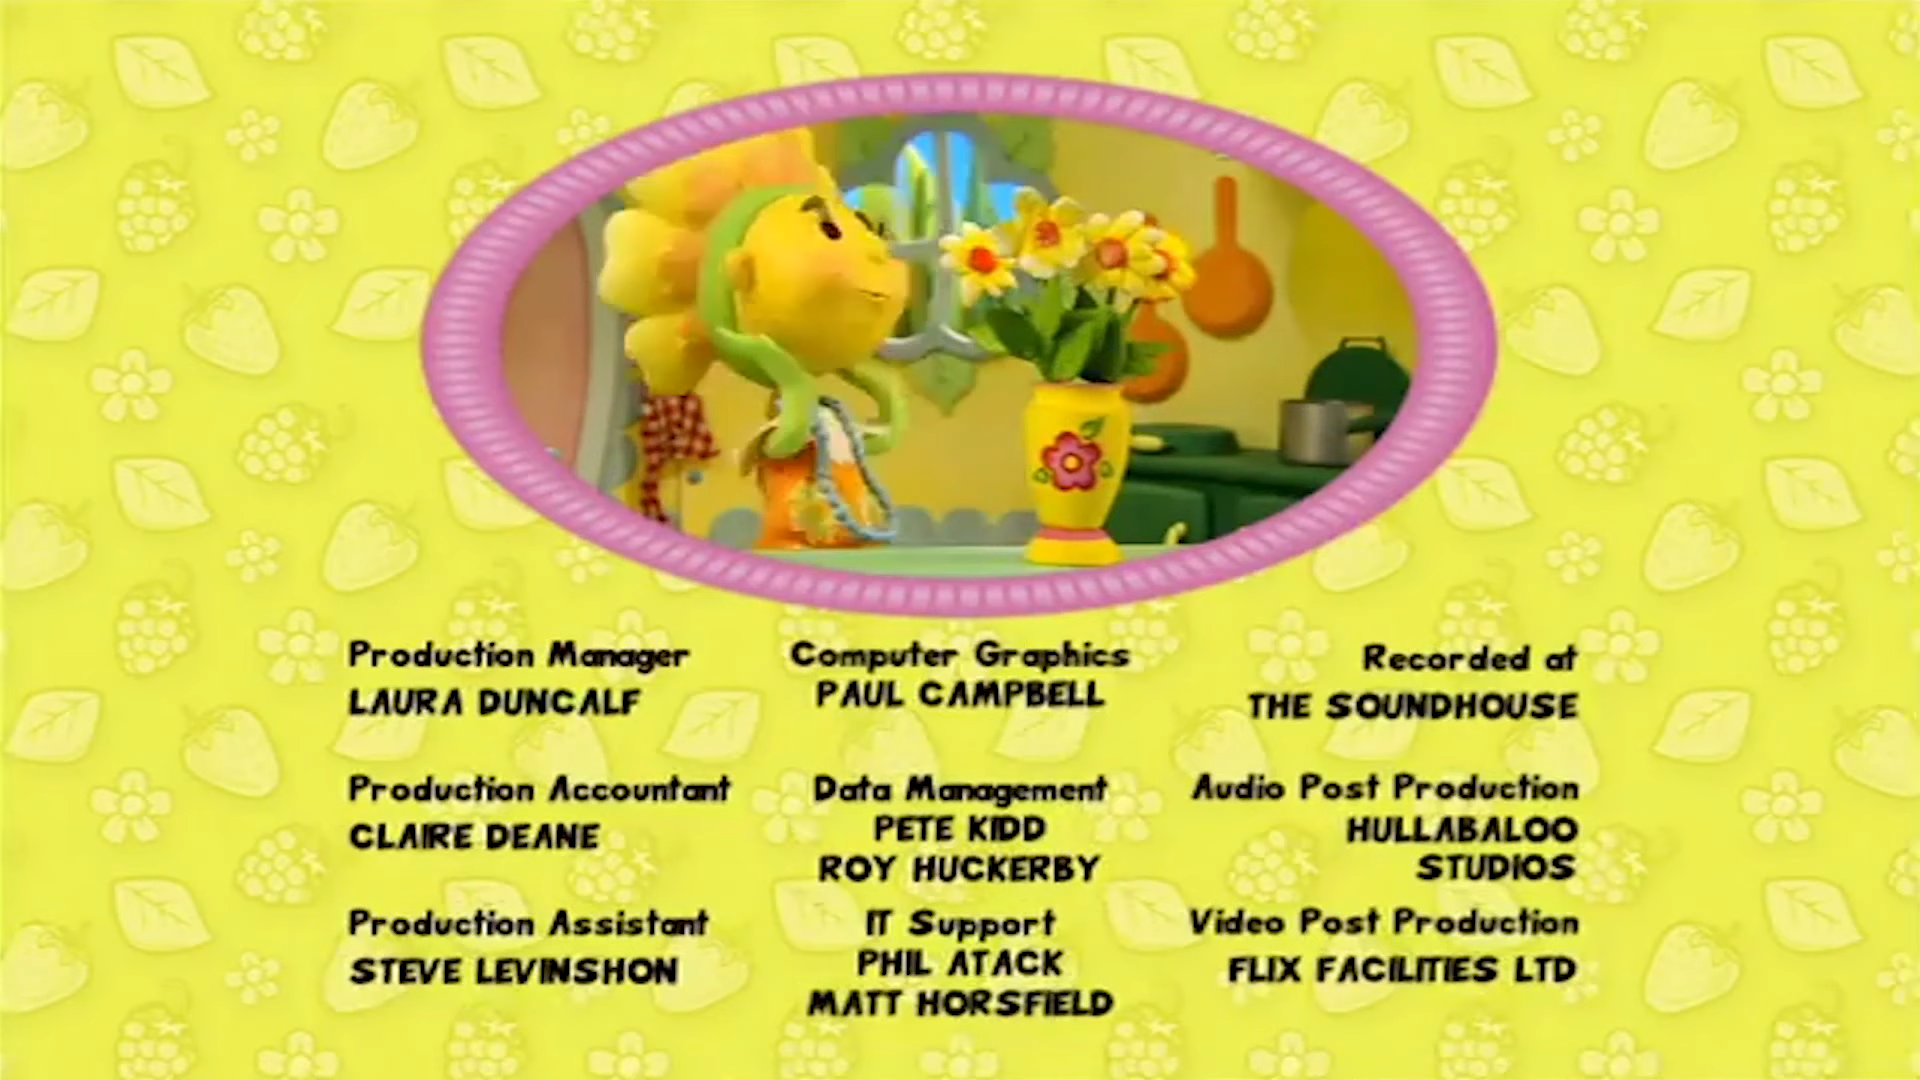 Production Manager
LAURA DUNCALF
Production Accountant
CLAIRE DEANE
Production Assistant
STEVE LEVINSHON
Computer Graphics
PAUL CAMPBELL
Data Management
PETE KIDD
ROY HUCKERBY
IT Support
PHIL ATACK
MATT HORSFIELD
Recorded at
THE SOUNDHOUSE
Audio Post Production
HULLABALOO
STUDIOS
Video Post Production
FLIX FACILITIES LTD